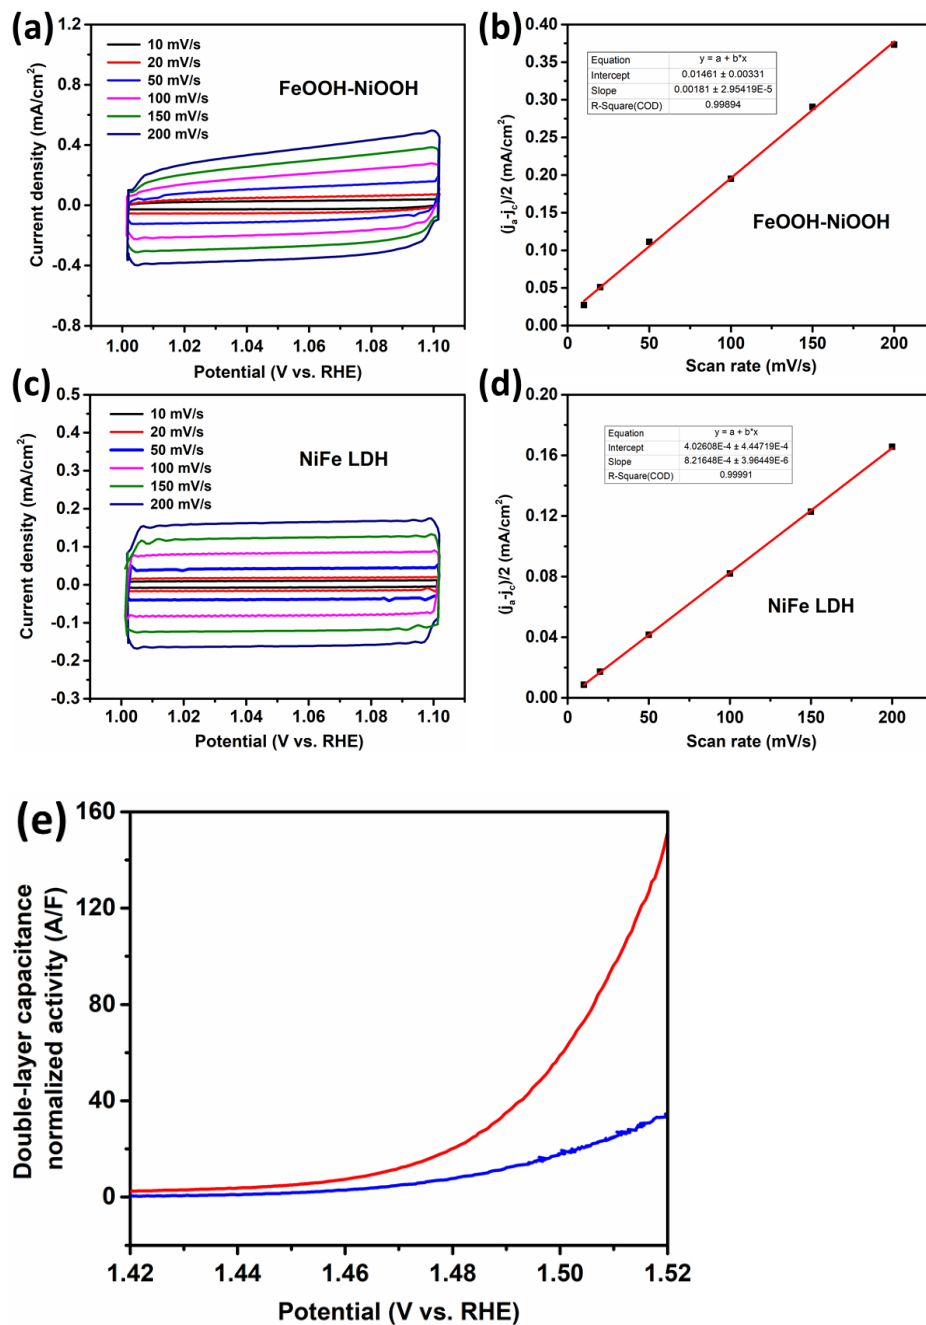 (a)
1.2
0.8
0.4
0.0
-0.4
-0.8
Current density (mA/cm²)
10 mV/s
20 mV/s
50 mV/s
100 mV/s
150 mV/s
200 mV/s
FeOOH-NiOOH
1.00 1.02 1.04 1.06 1.08 1.10
Potential (V vs. RHE)
(b)
0.40
0.35
0.30
0.25
0.20
0.15
0.10
0.05
0.00
(jₐ-j꜀)/2 (mA/cm²)
Equation y = a + b*x
Intercept 0.01461 ± 0.00331
Slope 0.00181 ± 2.95419E-5
R-Square(COD) 0.99894
FeOOH-NiOOH
50 100 150 200
Scan rate (mV/s)
(c)
0.5
0.4
0.3
0.2
0.1
0.0
-0.1
-0.2
-0.3
Current density (mA/cm²)
10 mV/s
20 mV/s
50 mV/s
100 mV/s
150 mV/s
200 mV/s
NiFe LDH
1.00 1.02 1.04 1.06 1.08 1.10
Potential (V vs. RHE)
(d)
0.20
0.16
0.12
0.08
0.04
0.00
(jₐ-j꜀)/2 (mA/cm²)
Equation y = a + b*x
Intercept 4.02608E-4 ± 4.44719E-4
Slope 8.21648E-4 ± 3.96449E-6
R-Square(COD) 0.99991
NiFe LDH
50 100 150 200
Scan rate (mV/s)
(e)
160
120
80
40
0
Double-layer capacitance
normalized activity (A/F)
1.42 1.44 1.46 1.48 1.50 1.52
Potential (V vs. RHE)